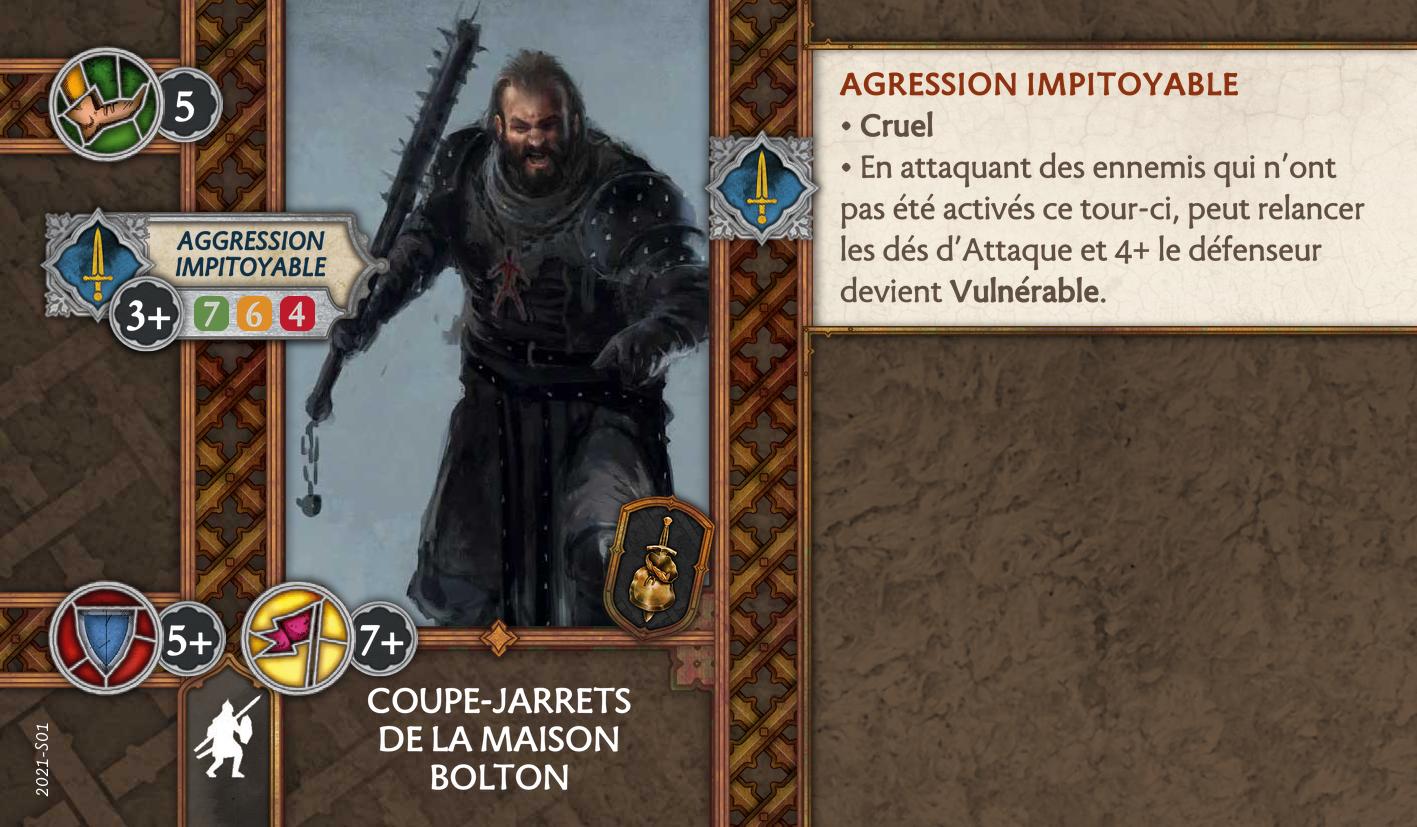 5
AGGRESSION
IMPITOYABLE
3+
7 6 4
5+
7+
COUPE-JARRETS
DE LA MAISON
BOLTON
2021-S01
AGRESSION IMPITOYABLE
• Cruel
• En attaquant des ennemis qui n’ont
pas été activés ce tour-ci, peut relancer
les dés d’Attaque et 4+ le défenseur
devient Vulnérable.